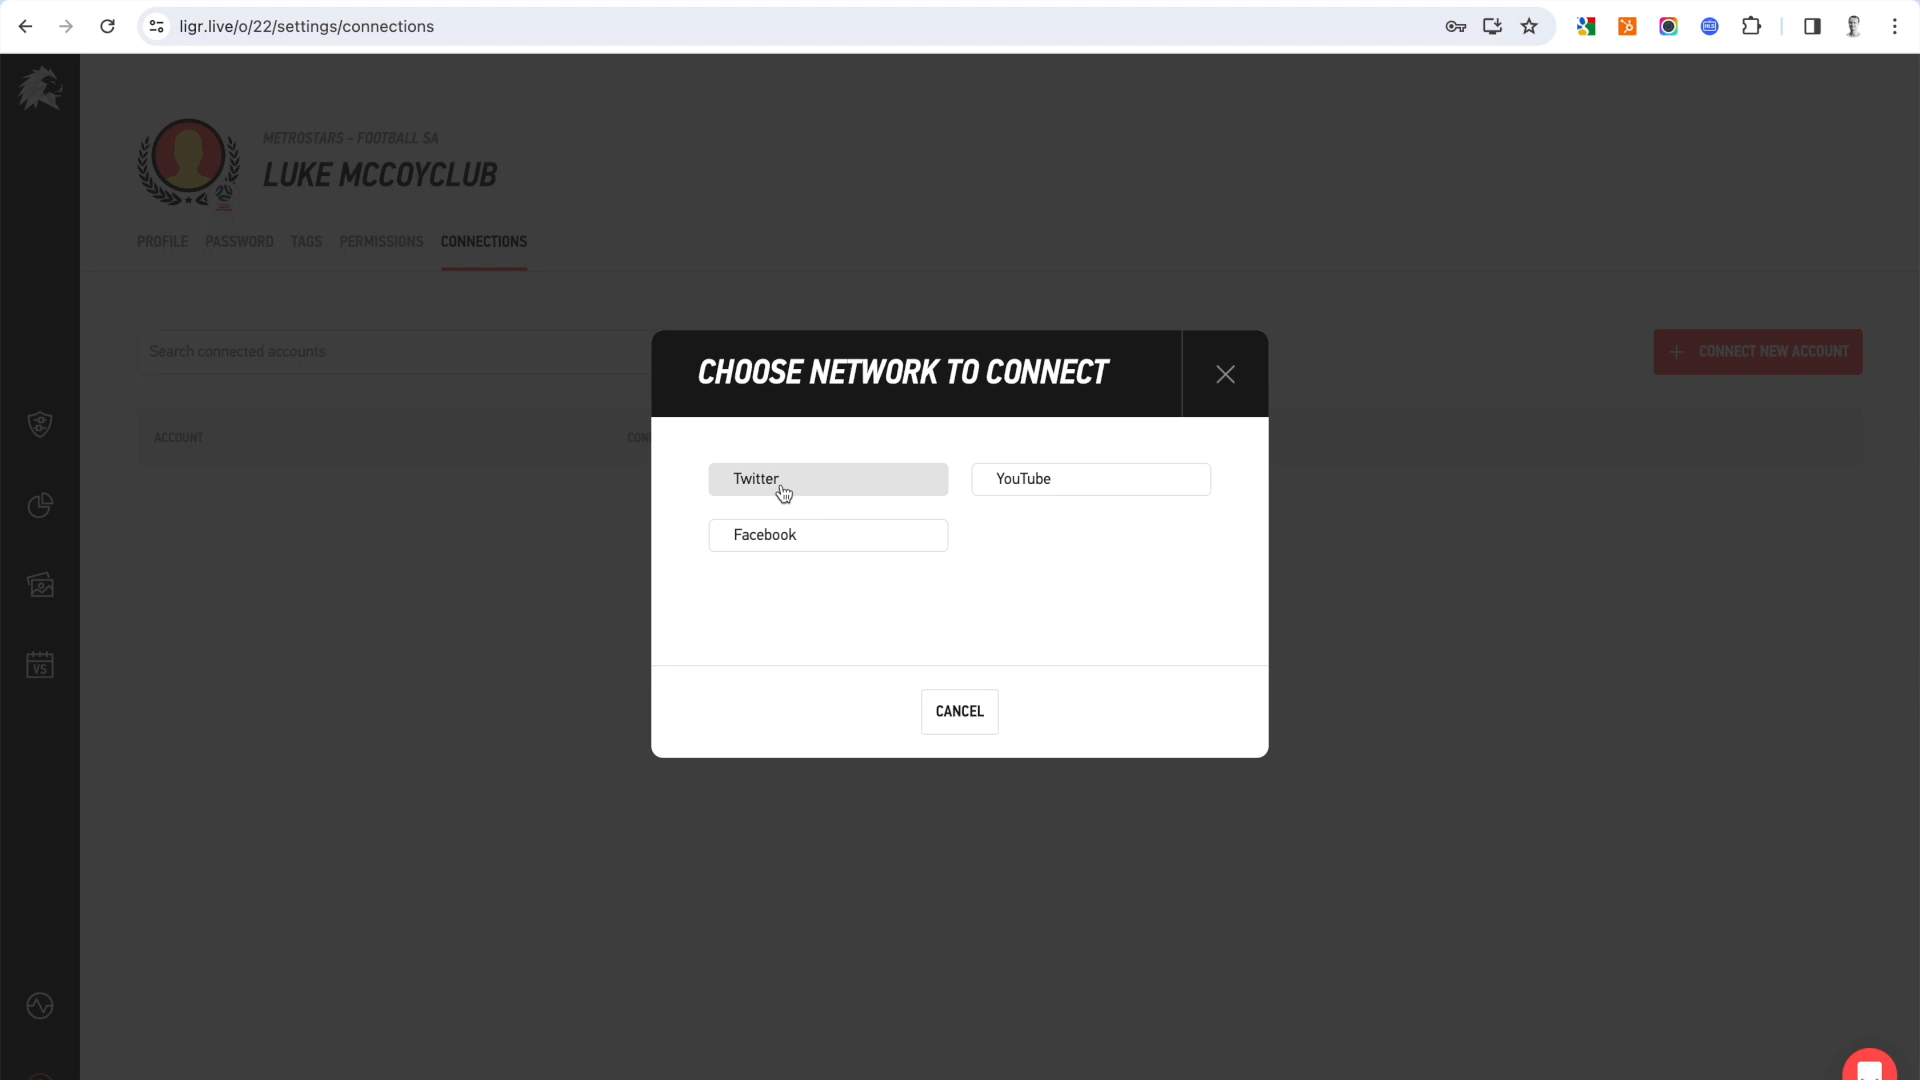 ligr.live/o/22/settings/connections
METROSTARS - FOOTBALL SA
LUKE MCCOYCLUB
PROFILE PASSWORD TAGS PERMISSIONS CONNECTIONS
Search connected accounts
CONNECT NEW ACCOUNT
ACCOUNT
CHOOSE NETWORK TO CONNECT
Twitter
YouTube
Facebook
CANCEL
VS